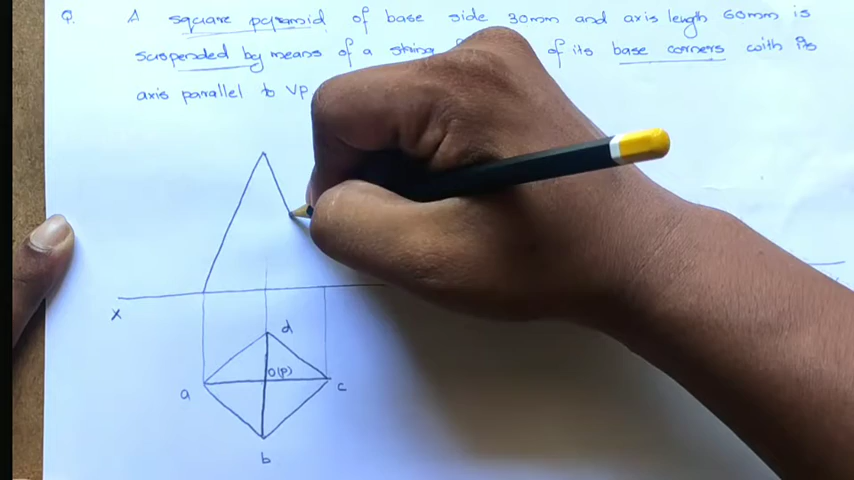 Q. A square pyramid of base side 30mm and axis length 60mm is
suspended by means of a string of its base corners with its
axis parallel to VP
X
d
O(P)
a
c
b